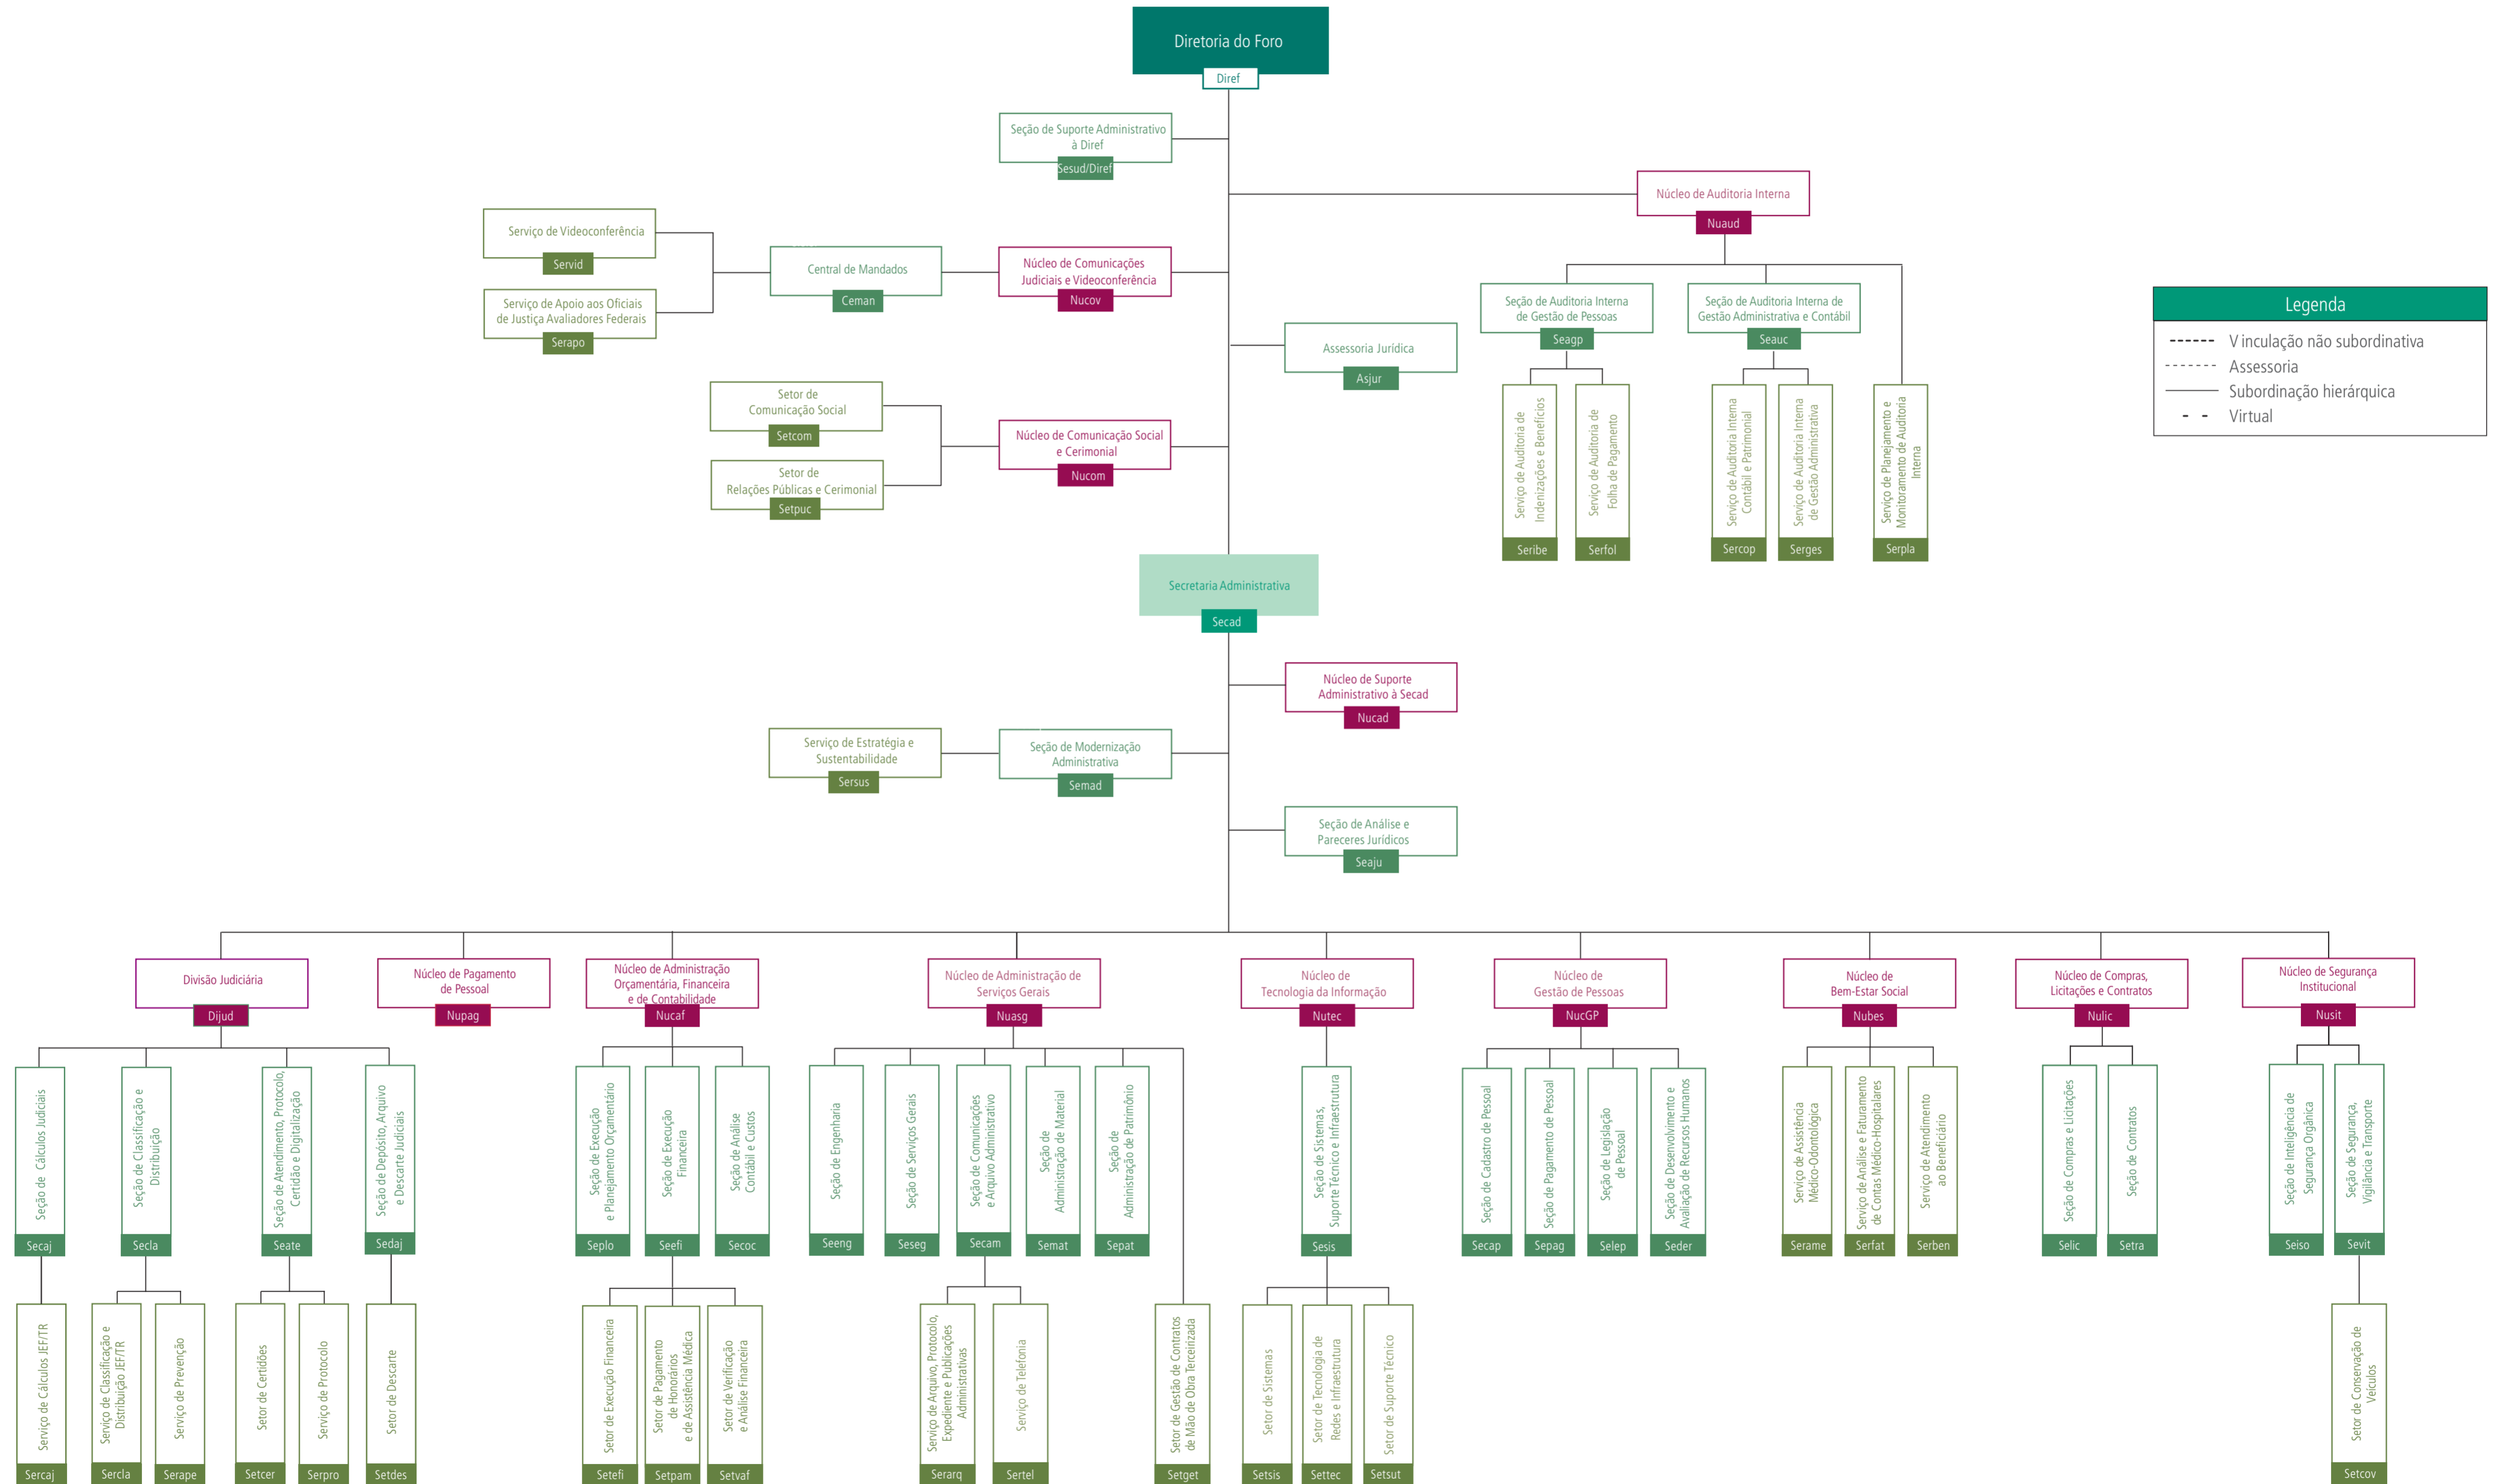 Diretoria do Foro
Diref
Seção de Suporte Administrativo
à Diref
Sesud/Diref
Núcleo de Auditoria Interna
Nuaud
Serviço de Videoconferência
Servid
Central de Mandados
Ceman
Núcleo de Comunicações
Judiciais e Videoconferência
Nucov
Serviço de Apoio aos Oficiais
de Justiça Avaliadores Federais
Serapo
Seção de Auditoria Interna
de Gestão de Pessoas
Seagp
Seção de Auditoria Interna de
Gestão Administrativa e Contábil
Seauc
Legenda
Vinculação não subordinativa
Assessoria
Subordinação hierárquica
Virtual
Assessoria Jurídica
Asjur
Setor de
Comunicação Social
Setcom
Núcleo de Comunicação Social
e Cerimonial
Nucom
Setor de
Relações Públicas e Cerimonial
Setpuc
Serviço de Auditoria de
Indenizações e Benefícios
Seribe
Serviço de Auditoria de
Folha de Pagamento
Serfol
Serviço de Auditoria Interna
Contábil e Patrimonial
Sercop
Serviço de Auditoria Interna
de Gestão Administrativa
Serges
Serviço de Planejamento e
Monitoramento de Auditoria
Interna
Serpla
Secretaria Administrativa
Secad
Núcleo de Suporte
Administrativo à Secad
Nucad
Serviço de Estratégia e
Sustentabilidade
Sersus
Seção de Modernização
Administrativa
Semad
Seção de Análise e
Pareceres Jurídicos
Seaju
Divisão Judiciária
Dijud
Núcleo de Pagamento
de Pessoal
Nupag
Núcleo de Administração
Orçamentária, Financeira
e de Contabilidade
Nucaf
Núcleo de Administração de
Serviços Gerais
Nuasg
Núcleo de
Tecnologia da Informação
Nutec
Núcleo de
Gestão de Pessoas
NucGP
Núcleo de
Bem-Estar Social
Nubes
Núcleo de Compras,
Licitações e Contratos
Nulic
Núcleo de Segurança
Institucional
Nusit
Seção de Cálculos Judiciais
Secaj
Seção de Classificação e
Distribuição
Secla
Seção de Atendimento, Protocolo,
Certidão e Digitalização
Seate
Seção de Depósito, Arquivo
e Descarte Judiciais
Sedaj
Seção de Execução
e Planejamento Orçamentário
Seplo
Seção de Execução
Financeira
Seefi
Seção de Análise
Contábil e Custos
Secoc
Seção de Engenharia
Seeng
Seção de Serviços Gerais
Seseg
Seção de Comunicações
e Arquivo Administrativo
Secam
Seção de
Administração de Material
Semat
Seção de
Administração de Patrimônio
Sepat
Seção de Sistemas,
Suporte Técnico e Infraestrutura
Sesis
Seção de Cadastro de Pessoal
Secap
Seção de Pagamento de Pessoal
Sepag
Seção de Legislação
de Pessoal
Selep
Seção de Desenvolvimento e
Avaliação de Recursos Humanos
Seder
Serviço de Assistência
Médico-Odontológica
Serame
Serviço de Análise e Faturamento
de Contas Médico-Hospitalares
Serfat
Serviço de Atendimento
ao Beneficiário
Serben
Seção de Compras e Licitações
Selic
Seção de Contratos
Setra
Seção de Inteligência de
Segurança Orgânica
Seiso
Seção de Segurança,
Vigilância e Transporte
Sevit
Serviço de Cálculos JEF/TR
Sercaj
Serviço de Classificação e
Distribuição JEF/TR
Sercla
Serviço de Prevenção
Serape
Setor de Certidões
Setcer
Serviço de Protocolo
Serpro
Setor de Descarte
Setdes
Setor de Execução Financeira
Setefi
Setor de Pagamento
de Honorários
e de Assistência Médica
Setpam
Setor de Verificação
e Análise Financeira
Setvaf
Serviço de Arquivo, Protocolo,
Expediente e Publicações
Administrativas
Serarq
Serviço de Telefonia
Sertel
Setor de Gestão de Contratos
de Mão de Obra Terceirizada
Setget
Setor de Sistemas
Setsis
Setor de Tecnologia de
Redes e Infraestrutura
Settec
Setor de Suporte Técnico
Setsut
Setor de Conservação de
Veículos
Setcov